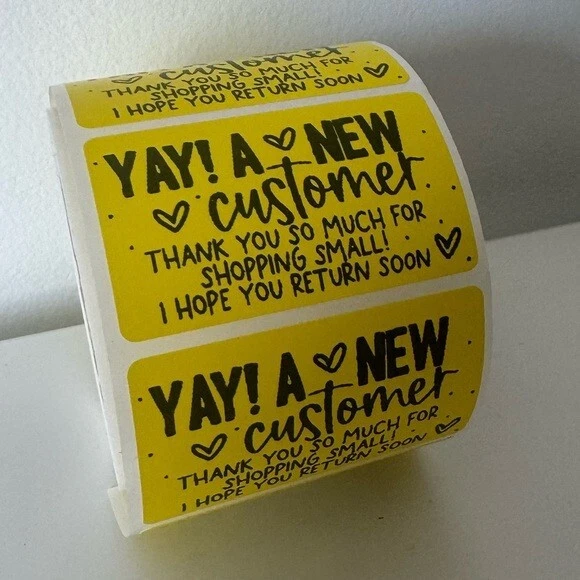 customer
THANK YOU SO MUCH FOR
SHOPPING SMALL!
I HOPE YOU RETURN SOON
YAY! A NEW
customer
THANK YOU SO MUCH FOR
SHOPPING SMALL!
I HOPE YOU RETURN SOON
YAY! A NEW
customer
THANK YOU SO MUCH FOR
SHOPPING SMALL!
I HOPE YOU RETURN SOON